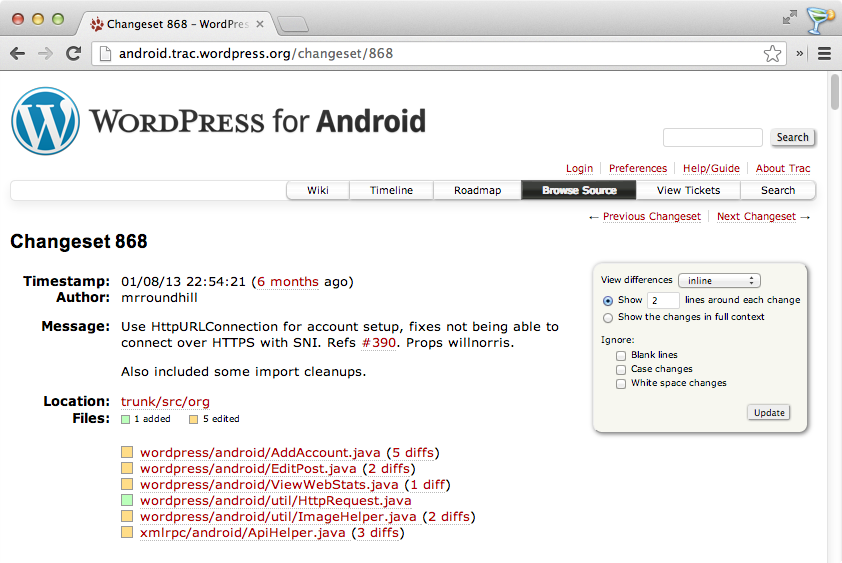 Changeset 868 – WordPres
android.trac.wordpress.org/changeset/868
WORDPRESS for Android
Search
Login Preferences Help/Guide About Trac
Wiki Timeline Roadmap Browse Source View Tickets Search
← Previous Changeset Next Changeset →
Changeset 868
Timestamp: 01/08/13 22:54:21 (6 months ago)
Author: mrroundhill
Message: Use HttpURLConnection for account setup, fixes not being able to
connect over HTTPS with SNI. Refs #390. Props willnorris.
Also included some import cleanups.
Location: trunk/src/org
Files: 1 added 5 edited
wordpress/android/AddAccount.java (5 diffs)
wordpress/android/EditPost.java (2 diffs)
wordpress/android/ViewWebStats.java (1 diff)
wordpress/android/util/HttpRequest.java
wordpress/android/util/ImageHelper.java (2 diffs)
xmlrpc/android/ApiHelper.java (3 diffs)
View differences inline
Show 2 lines around each change
Show the changes in full context
Ignore:
Blank lines
Case changes
White space changes
Update